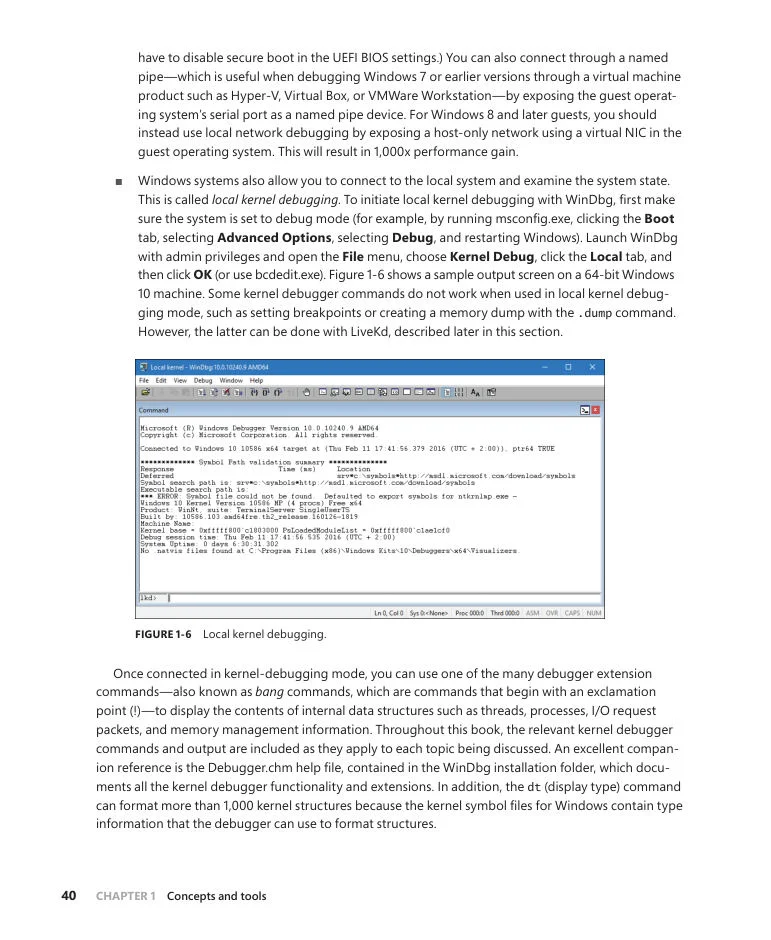 have to disable secure boot in the UEFI BIOS settings.) You can also connect through a named
pipe—which is useful when debugging Windows 7 or earlier versions through a virtual machine
product such as Hyper-V, Virtual Box, or VMWare Workstation—by exposing the guest operat-
ing system's serial port as a named pipe device. For Windows 8 and later guests, you should
instead use local network debugging by exposing a host-only network using a virtual NIC in the
guest operating system. This will result in 1,000x performance gain.
■ Windows systems also allow you to connect to the local system and examine the system state.
This is called local kernel debugging. To initiate local kernel debugging with WinDbg, first make
sure the system is set to debug mode (for example, by running msconfig.exe, clicking the Boot
tab, selecting Advanced Options, selecting Debug, and restarting Windows). Launch WinDbg
with admin privileges and open the File menu, choose Kernel Debug, click the Local tab, and
then click OK (or use bcdedit.exe). Figure 1-6 shows a sample output screen on a 64-bit Windows
10 machine. Some kernel debugger commands do not work when used in local kernel debug-
ging mode, such as setting breakpoints or creating a memory dump with the .dump command.
However, the latter can be done with LiveKd, described later in this section.
Local kernel - WinDbg:10.0.10240.9 AMD64
File Edit View Debug Window Help
Command
Microsoft (R) Windows Debugger Version 10.0.10240.9 AMD64
Copyright (c) Microsoft Corporation. All rights reserved.
Connected to Windows 10 10586 x64 target at (Thu Feb 11 17:41:56.379 2016 (UTC + 2:00)), ptr64 TRUE
************ Symbol Path validation summary **************
Response Time (ms) Location
Deferred srv*c:\symbols*http://msdl.microsoft.com/download/symbols
Symbol search path is: srv*c:\symbols*http://msdl.microsoft.com/download/symbols
Executable search path is:
*** ERROR: Symbol file could not be found. Defaulted to export symbols for ntkrnlmp.exe -
Windows 10 Kernel Version 10586 MP (4 procs) Free x64
Product: WinNt, suite: TerminalServer SingleUserTS
Built by: 10586.103.amd64fre.th2_release.160126-1819
Machine Name:
Kernel base = 0xfffff800`c1803000 PsLoadedModuleList = 0xfffff800`c1ae1cf0
Debug session time: Thu Feb 11 17:41:56.535 2016 (UTC + 2:00)
System Uptime: 0 days 6:30:31.302
No .natvis files found at C:\Program Files (x86)\Windows Kits\10\Debuggers\x64\Visualizers.
lkd>
Ln 0, Col 0 Sys 0:<None> Proc 000:0 Thrd 000:0 ASM OVR CAPS NUM
FIGURE 1-6 Local kernel debugging.
Once connected in kernel-debugging mode, you can use one of the many debugger extension
commands—also known as bang commands, which are commands that begin with an exclamation
point (!)—to display the contents of internal data structures such as threads, processes, I/O request
packets, and memory management information. Throughout this book, the relevant kernel debugger
commands and output are included as they apply to each topic being discussed. An excellent compan-
ion reference is the Debugger.chm help file, contained in the WinDbg installation folder, which docu-
ments all the kernel debugger functionality and extensions. In addition, the dt (display type) command
can format more than 1,000 kernel structures because the kernel symbol files for Windows contain type
information that the debugger can use to format structures.
40 CHAPTER 1 Concepts and tools